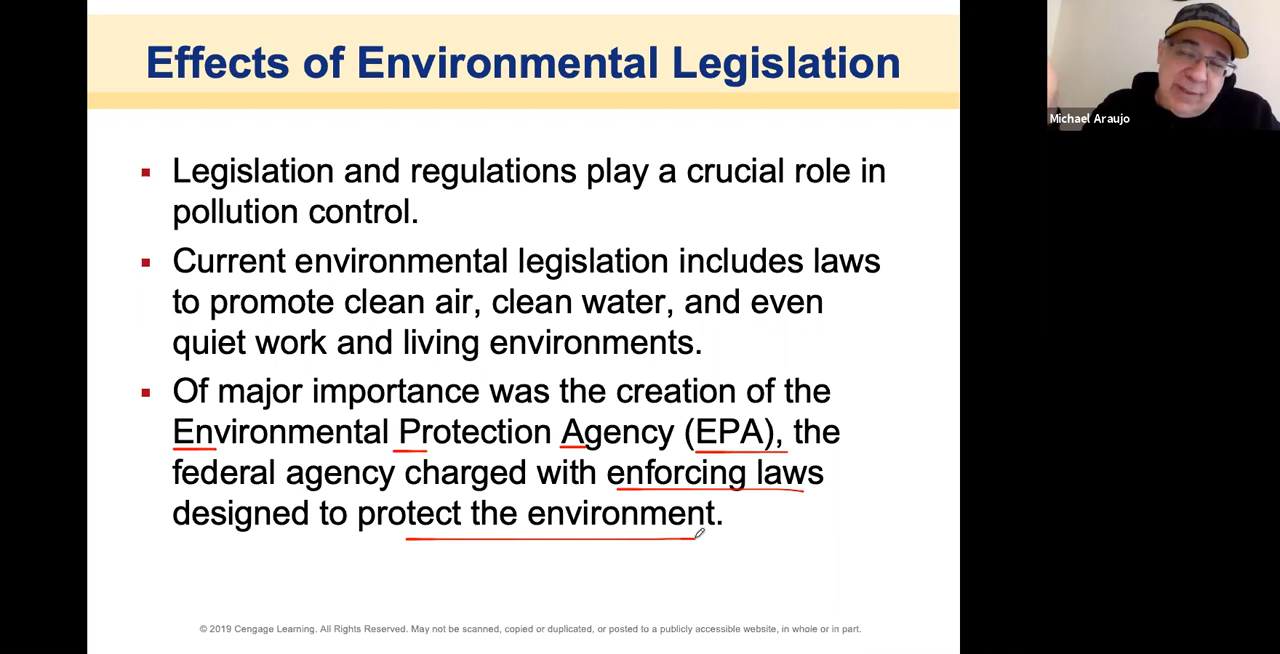 Effects of Environmental Legislation
Michael Araujo
▪ Legislation and regulations play a crucial role in
pollution control.
▪ Current environmental legislation includes laws
to promote clean air, clean water, and even
quiet work and living environments.
▪ Of major importance was the creation of the
Environmental Protection Agency (EPA), the
federal agency charged with enforcing laws
designed to protect the environment.
© 2019 Cengage Learning. All Rights Reserved. May not be scanned, copied or duplicated, or posted to a publicly accessible website, in whole or in part.